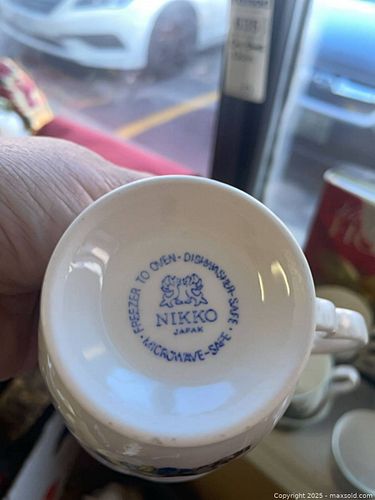 FREEZER TO OVEN • DISHWASHER-SAFE • MICROWAVE-SAFE •
NIKKO
JAPAN
Copyright 2025 - maxsold.com